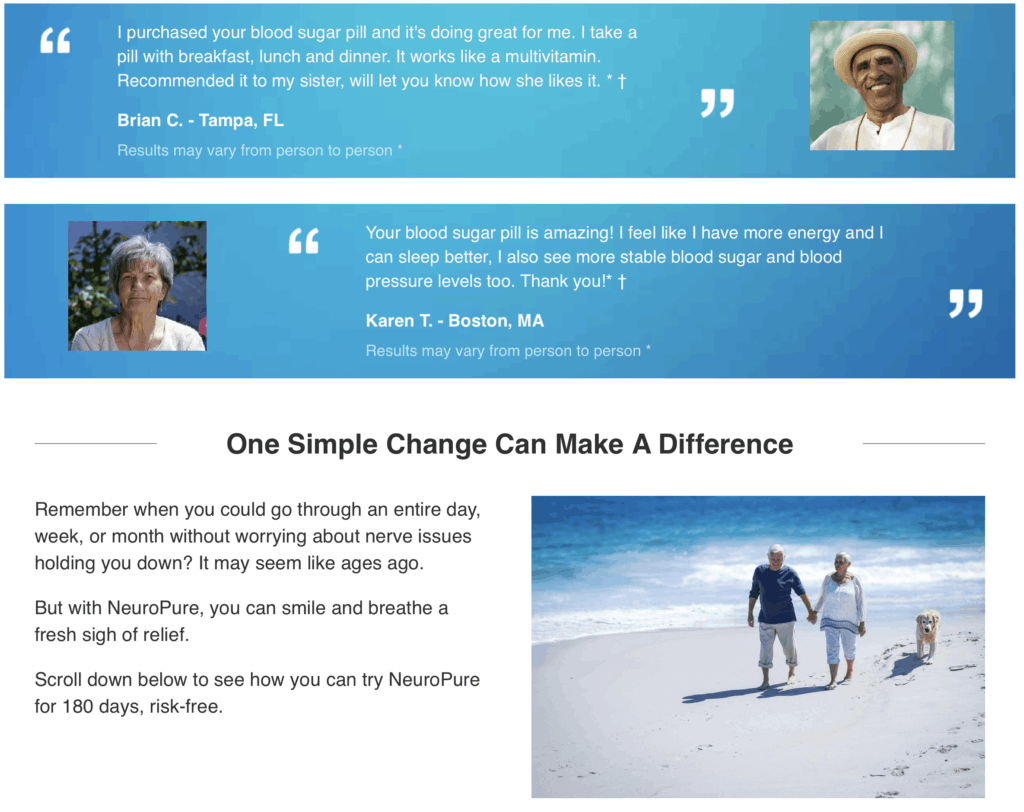 “
I purchased your blood sugar pill and it's doing great for me. I take a
pill with breakfast, lunch and dinner. It works like a multivitamin.
Recommended it to my sister, will let you know how she likes it. * †
”
Brian C. - Tampa, FL
Results may vary from person to person *
“
Your blood sugar pill is amazing! I feel like I have more energy and I
can sleep better, I also see more stable blood sugar and blood
pressure levels too. Thank you!* †
”
Karen T. - Boston, MA
Results may vary from person to person *
One Simple Change Can Make A Difference
Remember when you could go through an entire day,
week, or month without worrying about nerve issues
holding you down? It may seem like ages ago.
But with NeuroPure, you can smile and breathe a
fresh sigh of relief.
Scroll down below to see how you can try NeuroPure
for 180 days, risk-free.